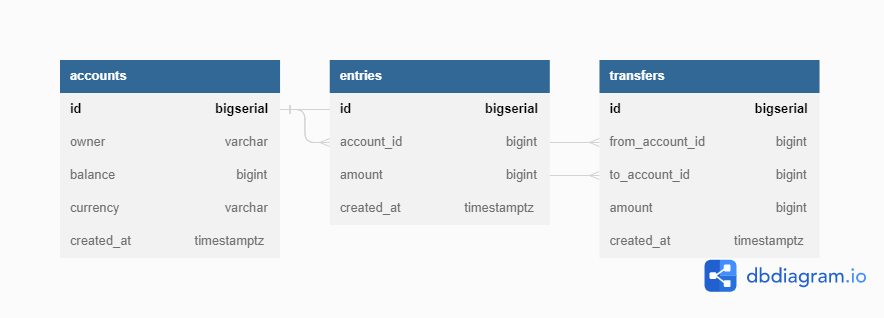 accounts
id bigserial
owner varchar
balance bigint
currency varchar
created_at timestamptz
entries
id bigserial
account_id bigint
amount bigint
created_at timestamptz
transfers
id bigserial
from_account_id bigint
to_account_id bigint
amount bigint
created_at timestamptz
dbdiagram.io